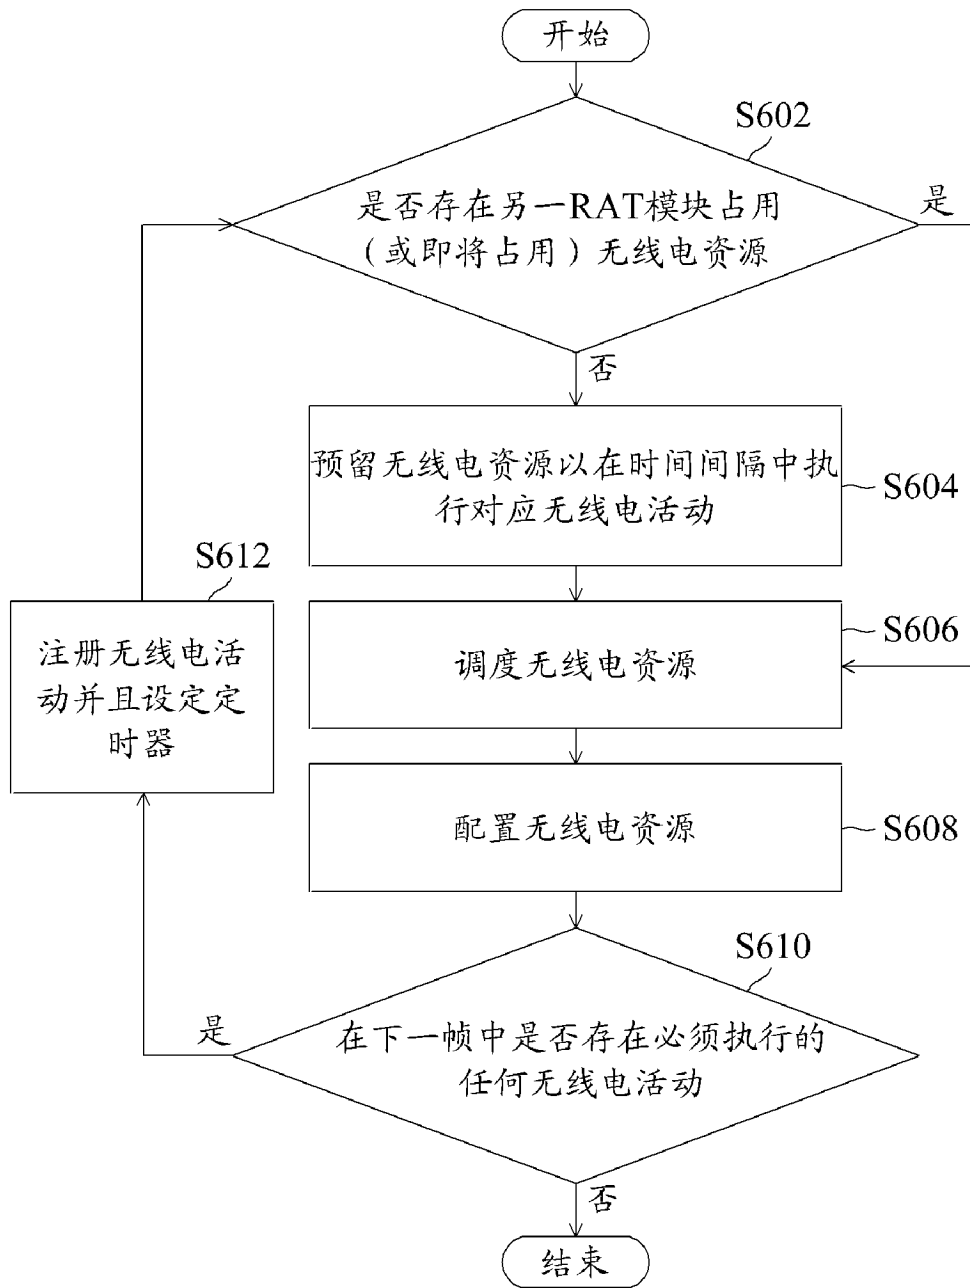 开始
S602
是否存在另一RAT模块占用
（或即将占用）无线电资源
是
否
预留无线电资源以在时间间隔中执
行对应无线电活动
S604
S612
注册无线电活
动并且设定定
时器
调度无线电资源
S606
配置无线电资源
S608
S610
是
在下一帧中是否存在必须执行的
任何无线电活动
否
结束